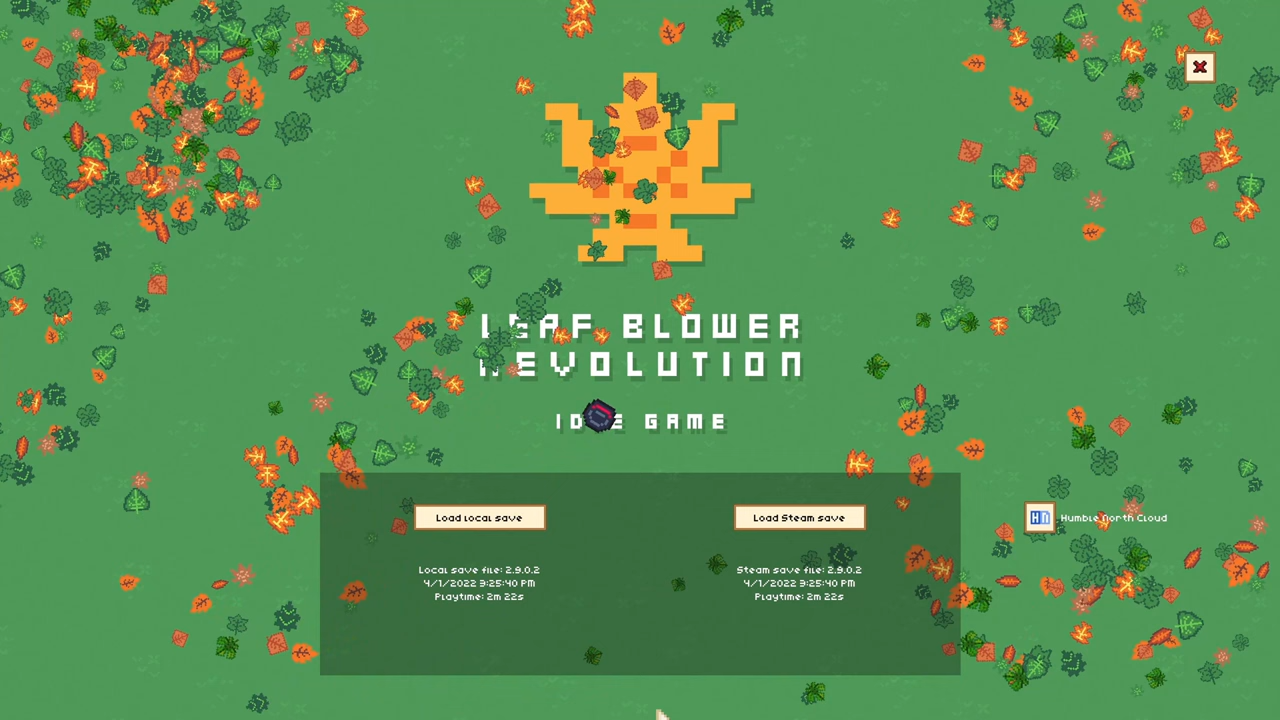 LEAF BLOWER
REVOLUTION
IDLE GAME
Load local save
Load Steam save
Humble North Cloud
Local save file: 2.9.0.2
4/1/2022 3:25:40 PM
Playtime: 2m 22s
Steam save file: 2.9.0.2
4/1/2022 3:25:40 PM
Playtime: 2m 22s